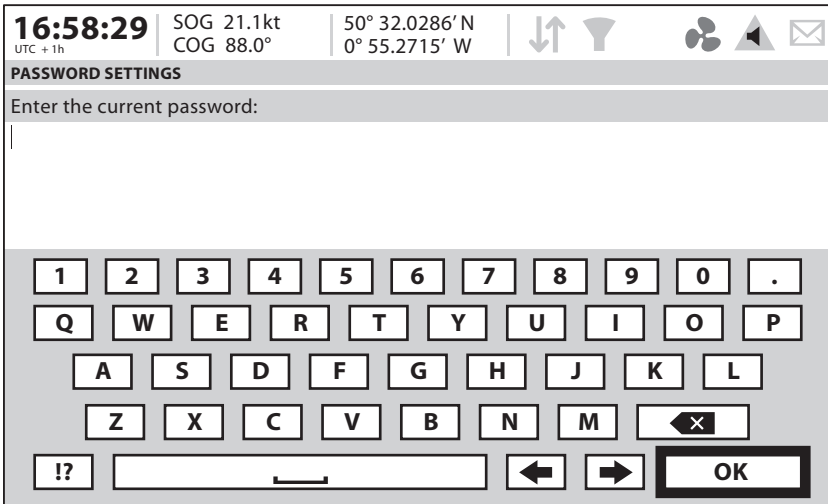 16:58:29
UTC + 1h
SOG 21.1kt
COG 88.0°
50° 32.0286′ N
0° 55.2715′ W
PASSWORD SETTINGS
Enter the current password:
1 2 3 4 5 6 7 8 9 0 .
Q W E R T Y U I O P
A S D F G H J K L
Z X C V B N M
!? OK